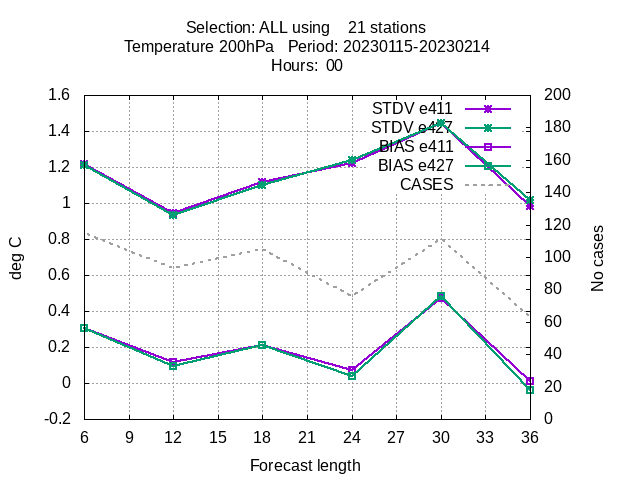 Selection: ALL using    21 stations
Temperature 200hPa   Period: 20230115-20230214
Hours:  00
deg C
1.6
1.4
1.2
1
0.8
0.6
0.4
0.2
0
-0.2
STDV e411
STDV e427
BIAS e411
BIAS e427
CASES
200
180
160
140
120
100
80
60
40
20
0
No cases
6 9 12 15 18 21 24 27 30 33 36
Forecast length